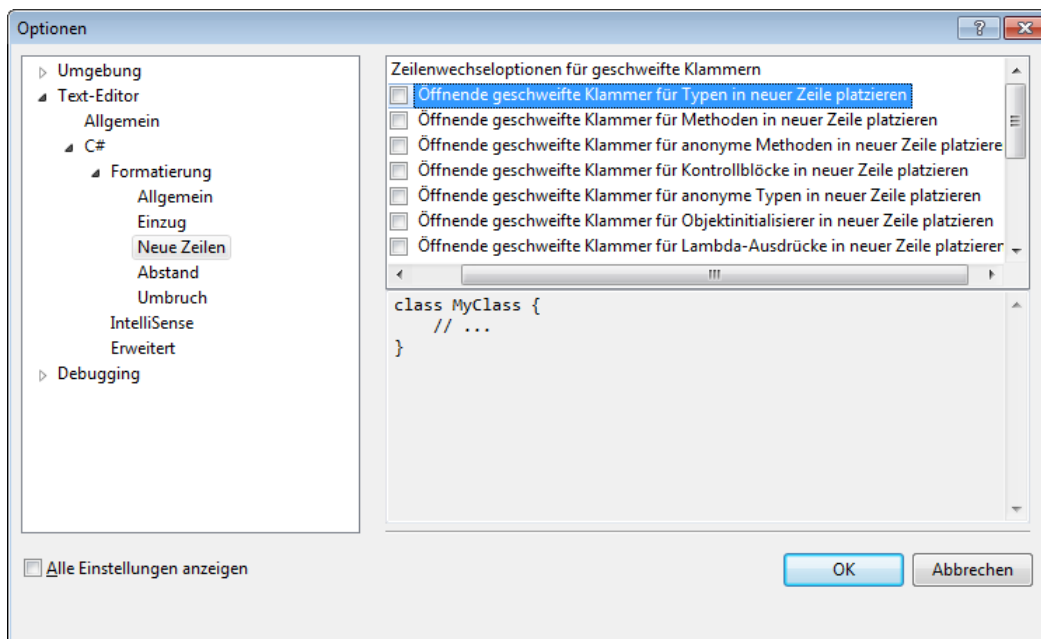 Optionen
Umgebung
Text-Editor
Allgemein
C#
Formatierung
Allgemein
Einzug
Neue Zeilen
Abstand
Umbruch
IntelliSense
Erweitert
Debugging
Zeilenwechseloptionen für geschweifte Klammern
Öffnende geschweifte Klammer für Typen in neuer Zeile platzieren
Öffnende geschweifte Klammer für Methoden in neuer Zeile platzieren
Öffnende geschweifte Klammer für anonyme Methoden in neuer Zeile platziere
Öffnende geschweifte Klammer für Kontrollblöcke in neuer Zeile platzieren
Öffnende geschweifte Klammer für anonyme Typen in neuer Zeile platzieren
Öffnende geschweifte Klammer für Objektinitialisierer in neuer Zeile platzieren
Öffnende geschweifte Klammer für Lambda-Ausdrücke in neuer Zeile platzieren
class MyClass {
// ...
}
Alle Einstellungen anzeigen
OK
Abbrechen